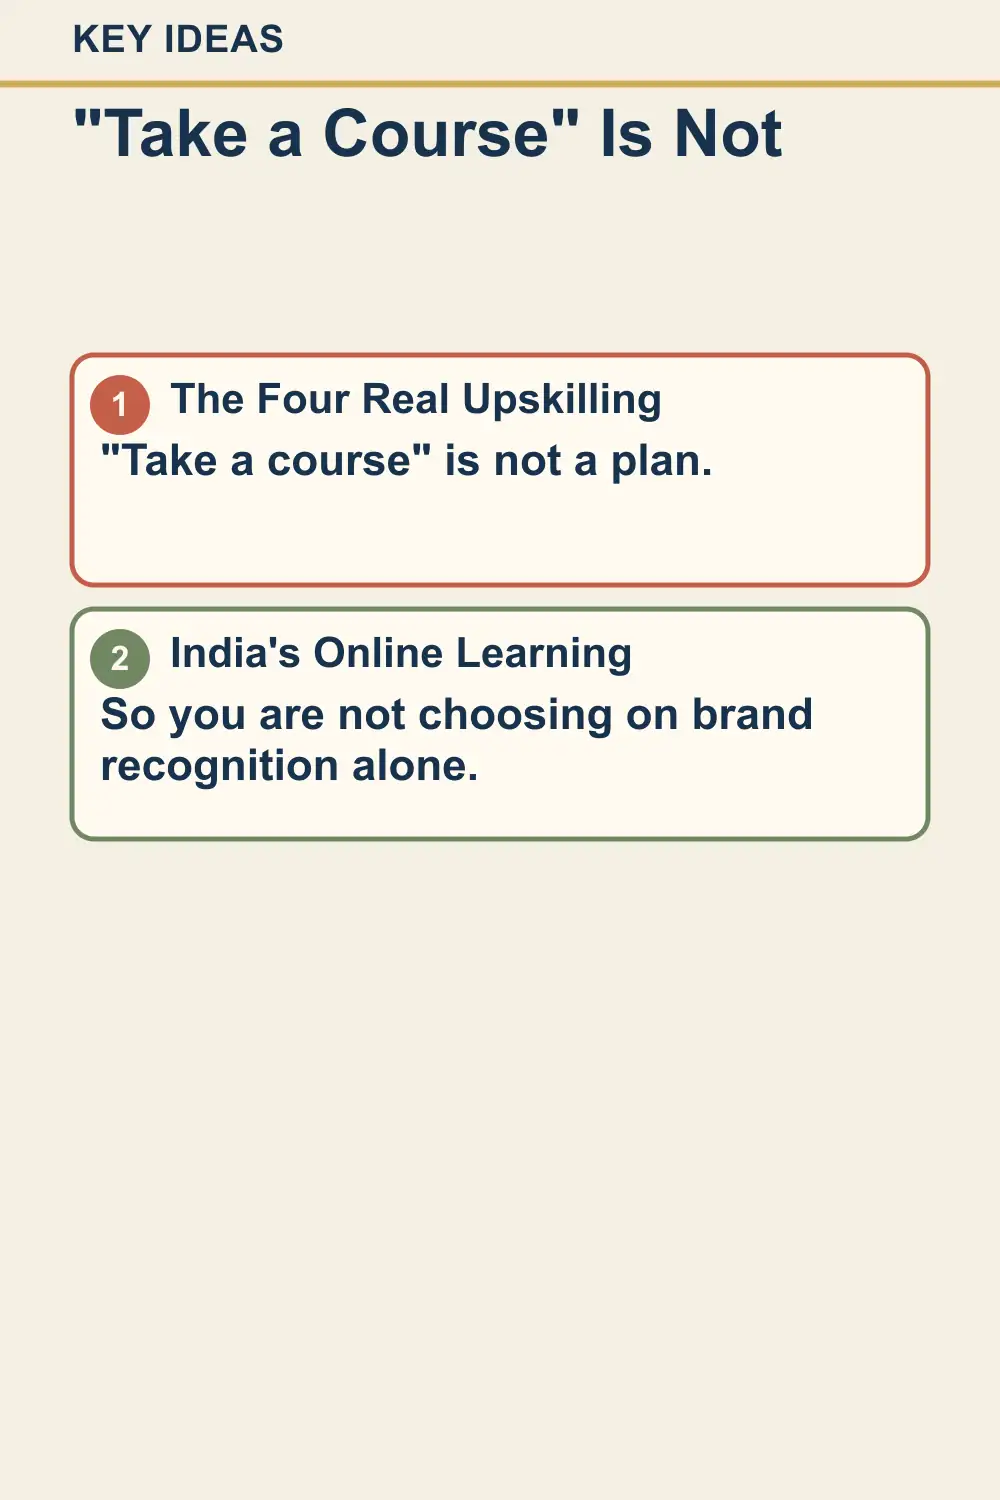 KEY IDEAS
"Take a Course" Is Not
1 The Four Real Upskilling
"Take a course" is not a plan.
2 India's Online Learning
So you are not choosing on brand
recognition alone.